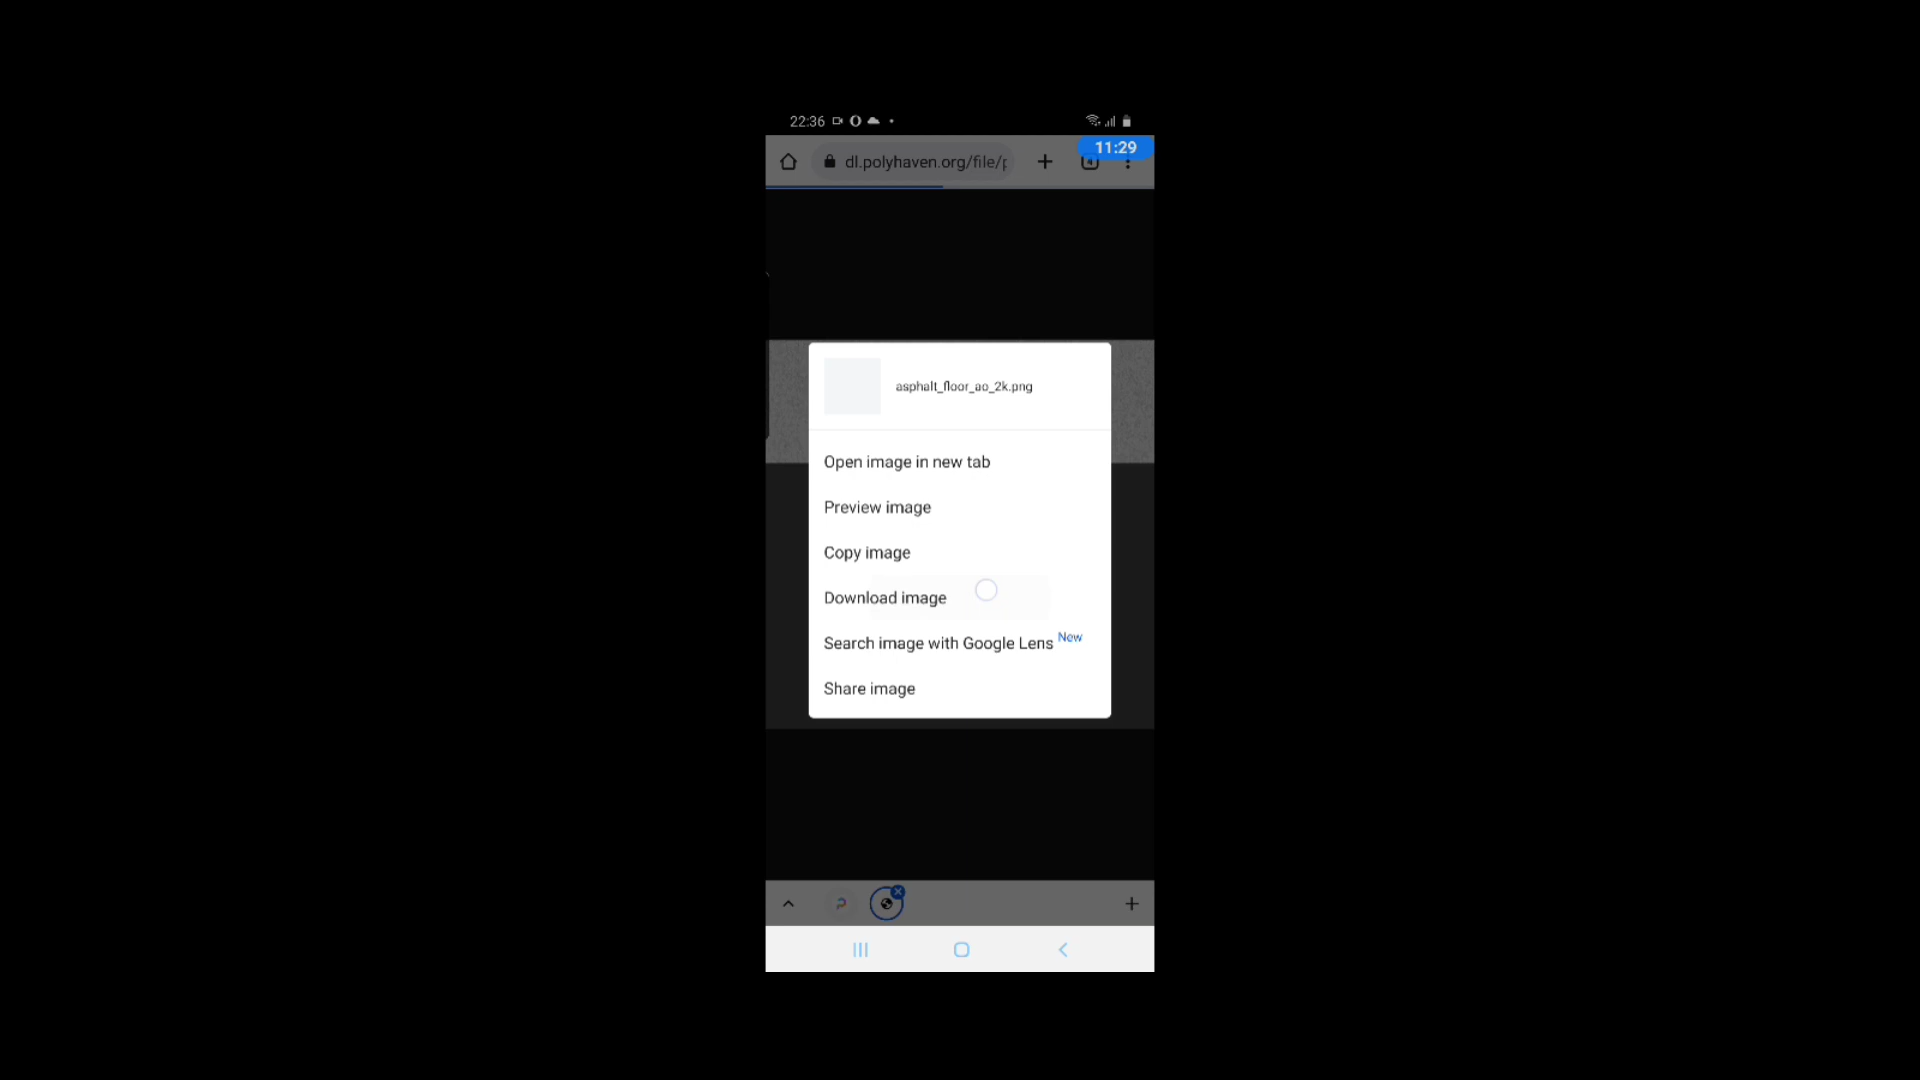 22:36
11:29
dl.polyhaven.org/file/p
asphalt_floor_ao_2k.png
Open image in new tab
Preview image
Copy image
Download image
Search image with Google Lens New
Share image